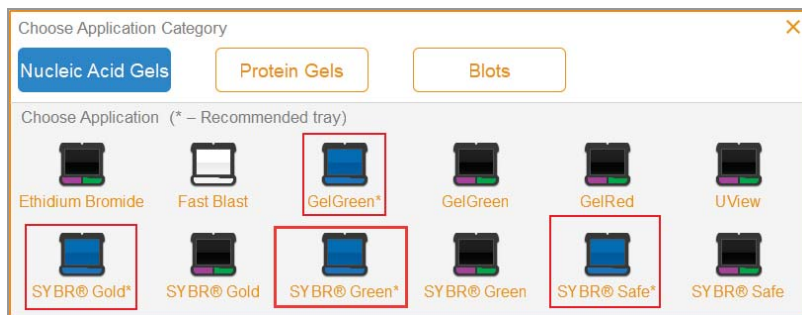 Choose Application Category
Nucleic Acid Gels Protein Gels Blots
Choose Application (* – Recommended tray)
Ethidium Bromide Fast Blast GelGreen* GelGreen GelRed UView
SYBR® Gold* SYBR® Gold SYBR® Green* SYBR® Green SYBR® Safe* SYBR® Safe